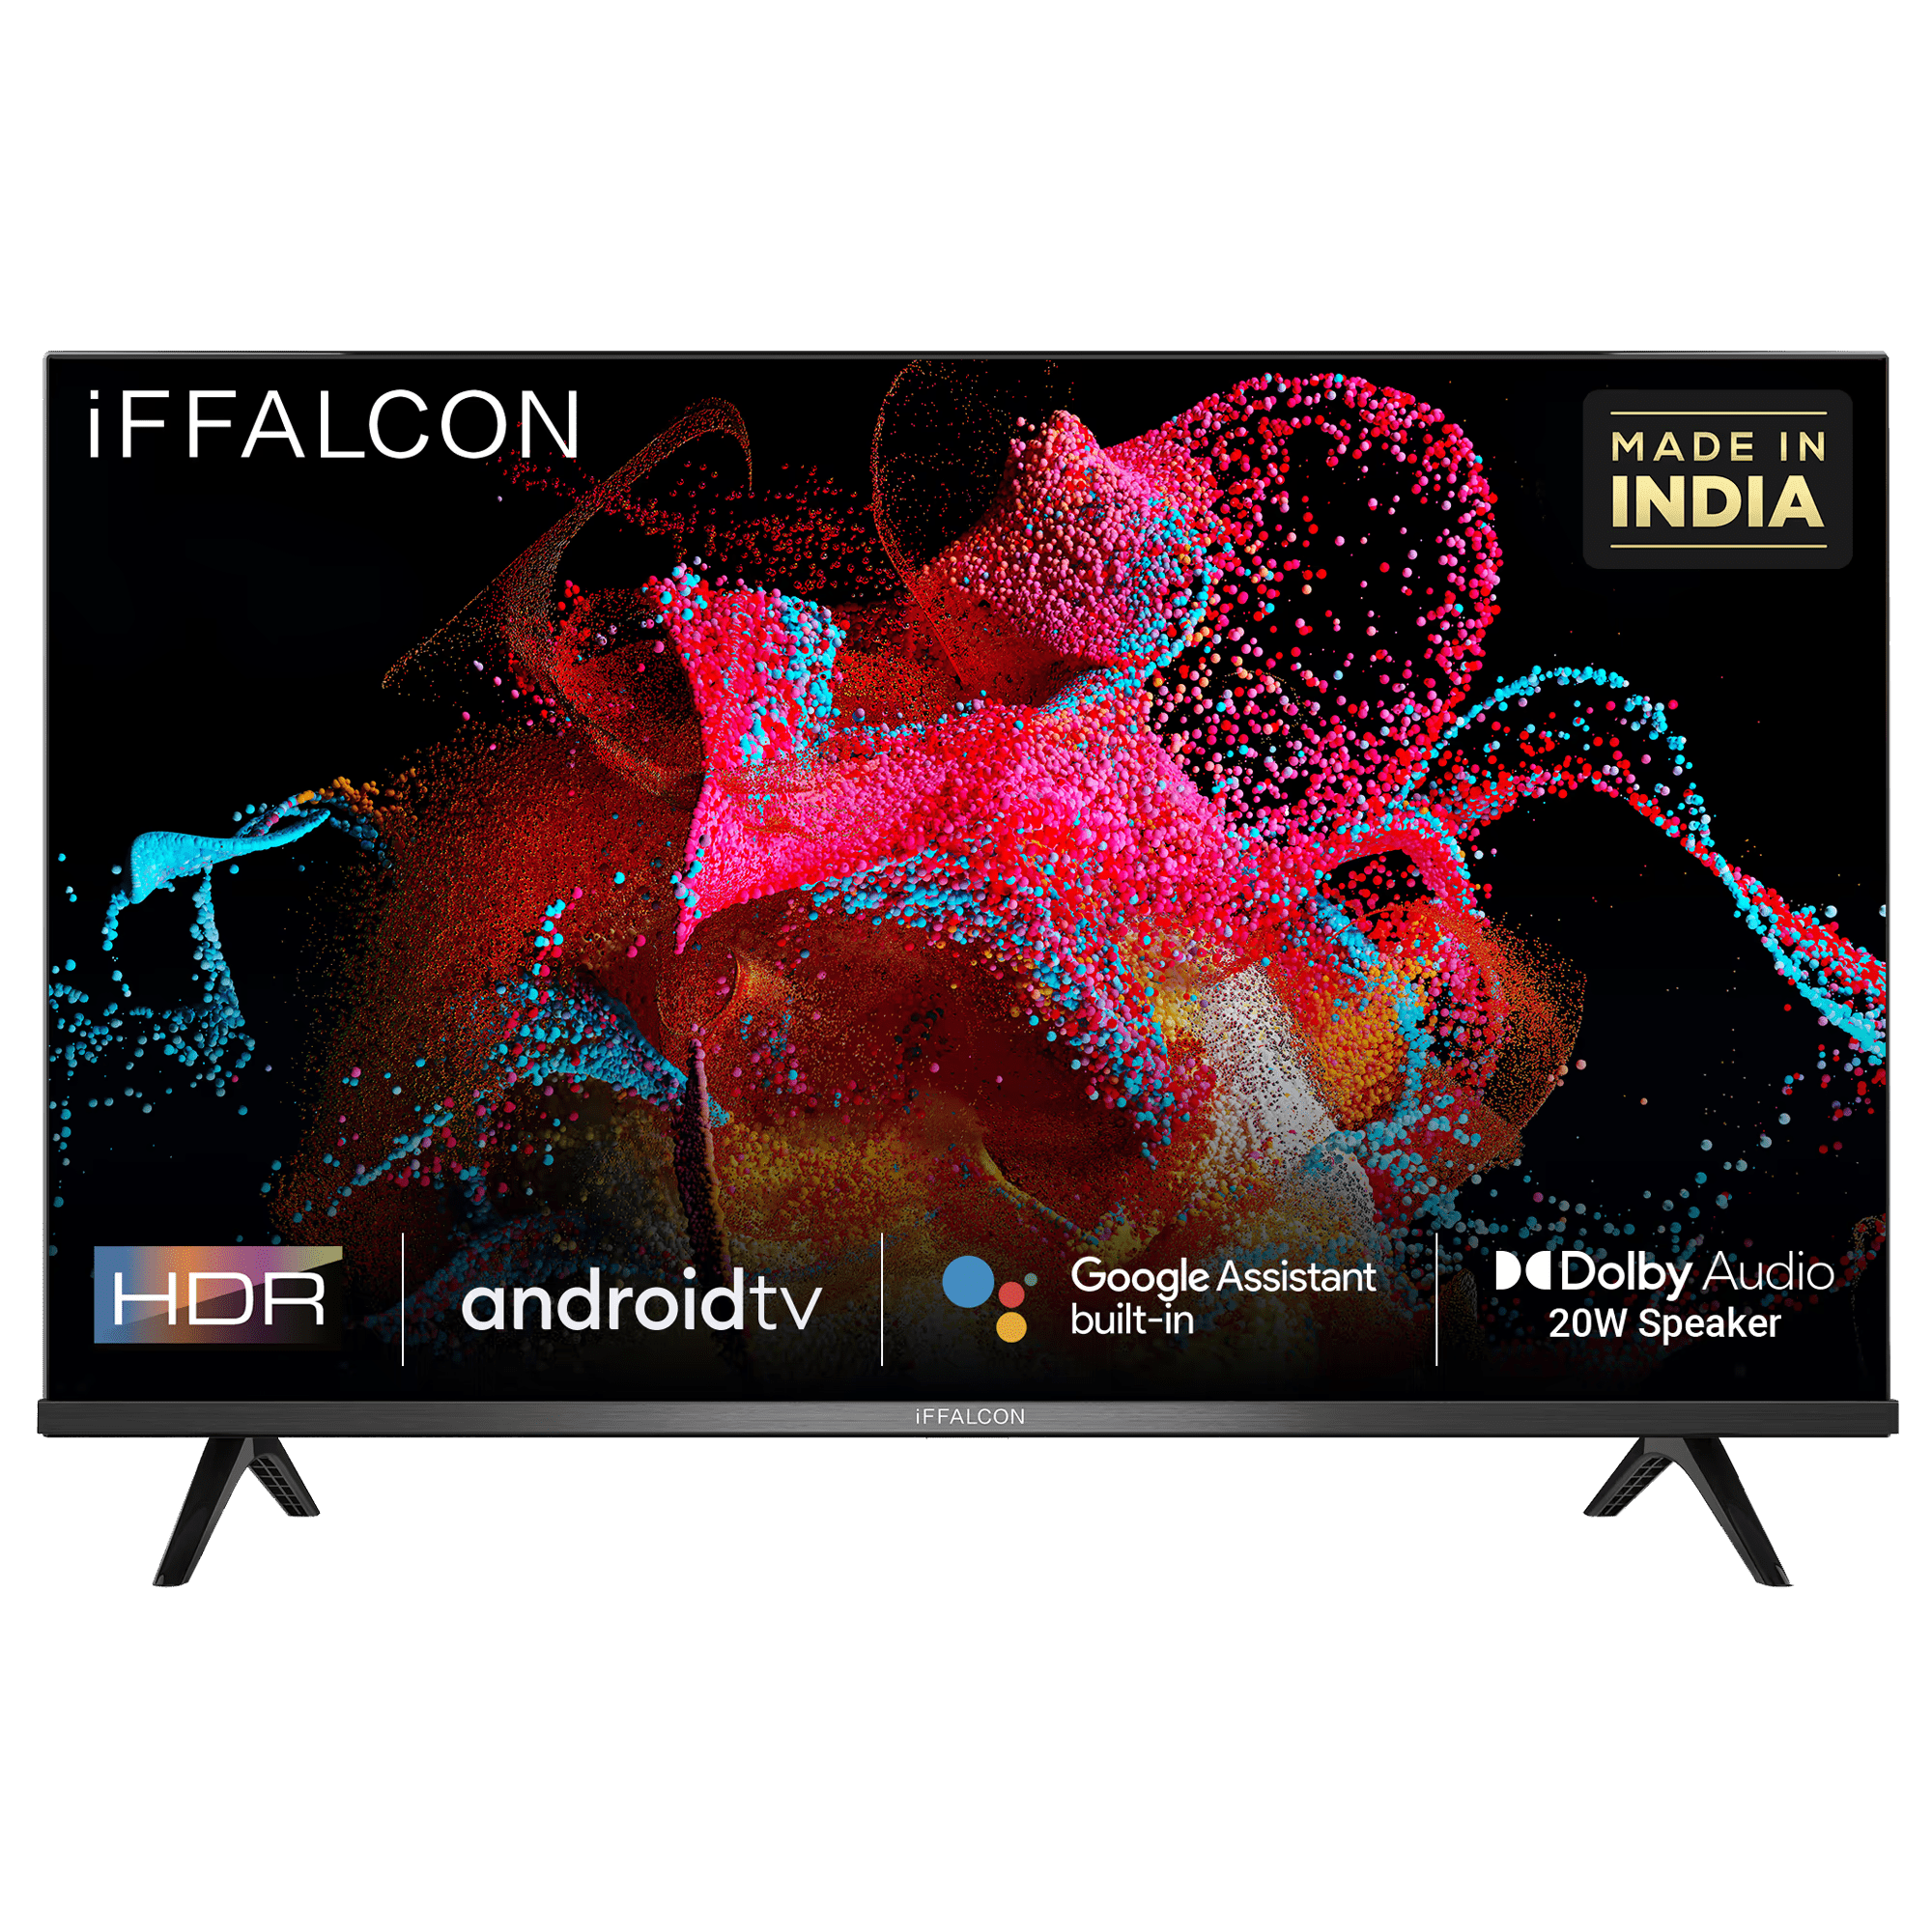 iFFALCON
MADE IN
INDIA
HDR
androidtv
Google Assistant
built-in
Dolby Audio
20W Speaker
iFFALCON